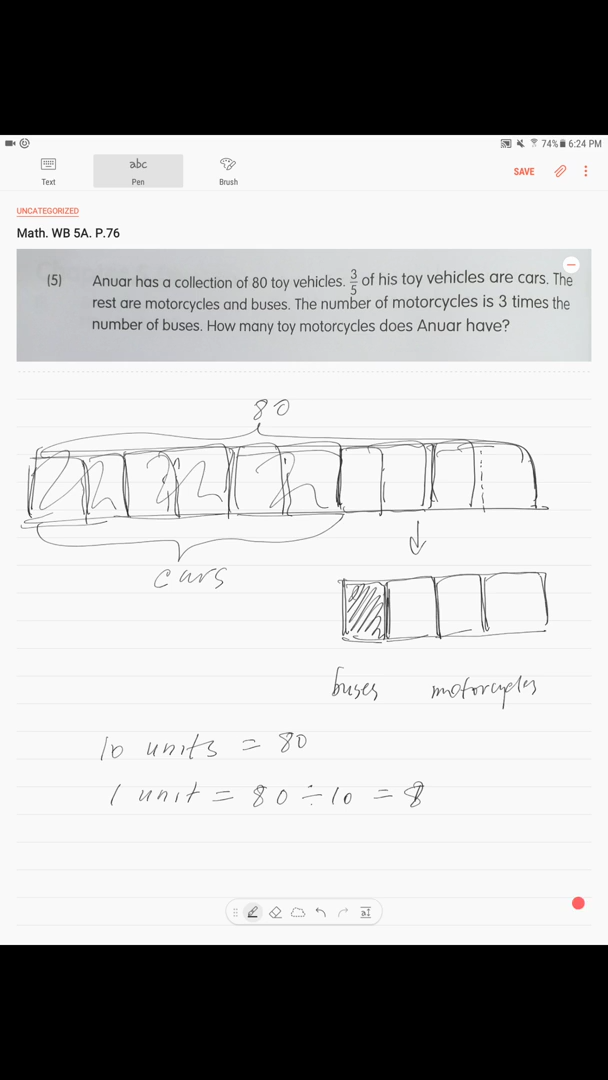 74% 6:24 PM
Text
abc
Pen
Brush
SAVE
UNCATEGORIZED
Math. WB 5A. P.76
(5) Anuar has a collection of 80 toy vehicles. 3/5 of his toy vehicles are cars. The
rest are motorcycles and buses. The number of motorcycles is 3 times the
number of buses. How many toy motorcycles does Anuar have?
80
cars
buses motorcycles
10 units = 80
1 unit = 80 ÷ 10 = 8
aI